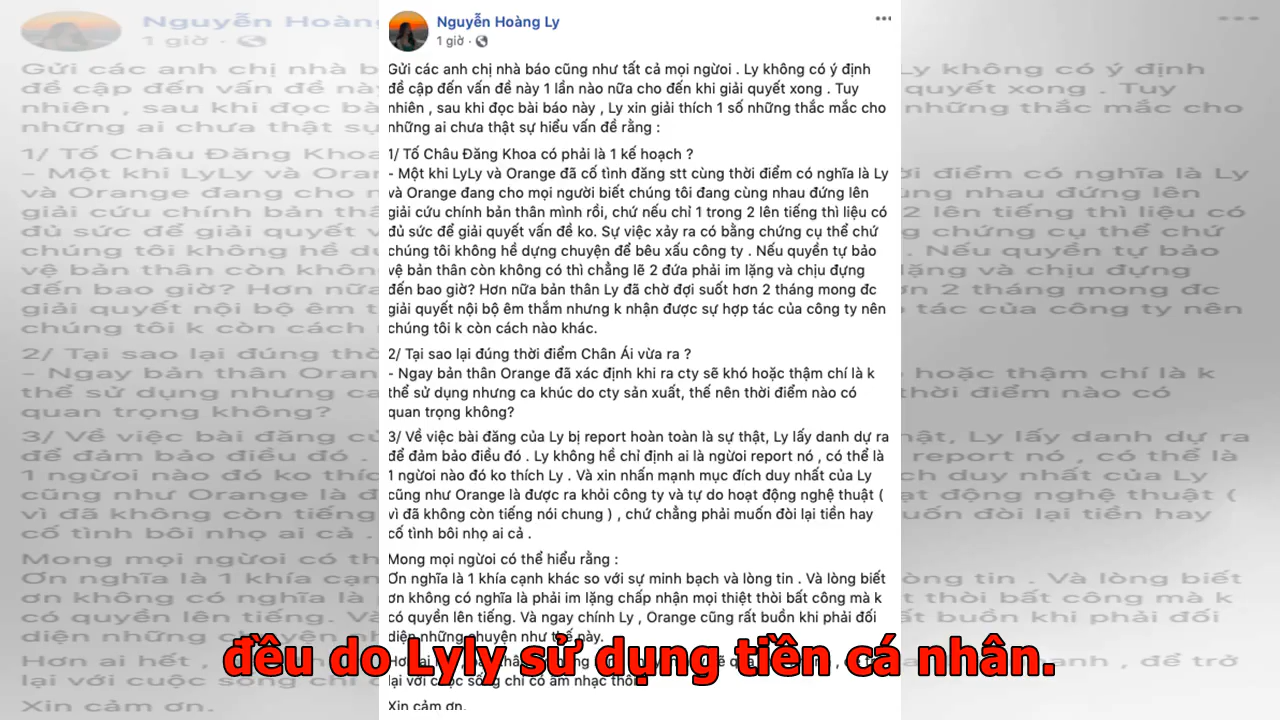 Nguyễn Hoàng Ly
1 giờ ·
Gửi các anh chị nhà báo cũng như tất cả mọi ngừoi . Ly không có ý định
đề cập đến vấn đề này 1 lần nào nữa cho đến khi giải quyết xong . Tuy
nhiên , sau khi đọc bài báo này , Ly xin giải thích 1 số những thắc mắc cho
những ai chưa thật sự hiểu vấn đề rằng :
1/ Tố Châu Đăng Khoa có phải là 1 kế hoạch ?
- Một khi LyLy và Orange đã cố tình đăng stt cùng thời điểm có nghĩa là Ly
và Orange đang cho mọi người biết chúng tôi đang cùng nhau đứng lên
giải cứu chính bản thân mình rồi, chứ nếu chỉ 1 trong 2 lên tiếng thì liệu có
đủ sức để giải quyết vấn đề ko. Sự việc xảy ra có bằng chứng cụ thể chứ
chúng tôi không hề dựng chuyện để bêu xấu công ty . Nếu quyền tự bảo
vệ bản thân còn không có thì chẳng lẽ 2 đứa phải im lặng và chịu đựng
đến bao giờ? Hơn nữa bản thân Ly đã chờ đợi suốt hơn 2 tháng mong đc
giải quyết nội bộ êm thắm nhưng k nhận được sự hợp tác của công ty nên
chúng tôi k còn cách nào khác.
2/ Tại sao lại đúng thời điểm Chân Ái vừa ra ?
- Ngay bản thân Orange đã xác định khi ra cty sẽ khó hoặc thậm chí là k
thể sử dụng nhưng ca khúc do cty sản xuất, thế nên thời điểm nào có
quan trọng không?
3/ Về việc bài đăng của Ly bị report hoàn toàn là sự thật, Ly lấy danh dự ra
để đảm bảo điều đó . Ly không hề chỉ định ai là ngừoi report nó , có thể là
1 ngừoi nào đó ko thích Ly . Và xin nhấn mạnh mục đích duy nhất của Ly
cũng như Orange là được ra khỏi công ty và tự do hoạt động nghệ thuật (
vì đã không còn tiếng nói chung ) , chứ chẳng phải muốn đòi lại tiền hay
cố tình bôi nhọ ai cả .
Mong mọi ngừoi có thể hiểu rằng :
Ơn nghĩa là 1 khía cạnh khác so với sự minh bạch và lòng tin . Và lòng biết
ơn không có nghĩa là phải im lặng chấp nhận mọi thiệt thòi bất công mà k
có quyền lên tiếng. Và ngay chính Ly , Orange cũng rất buồn khi phải đối
diện những chuyện như thế này.
đều do Lyly sử dụng tiền cá nhân.
lại với cuộc sống chỉ có âm nhạc thôi
Xin cảm ơn.